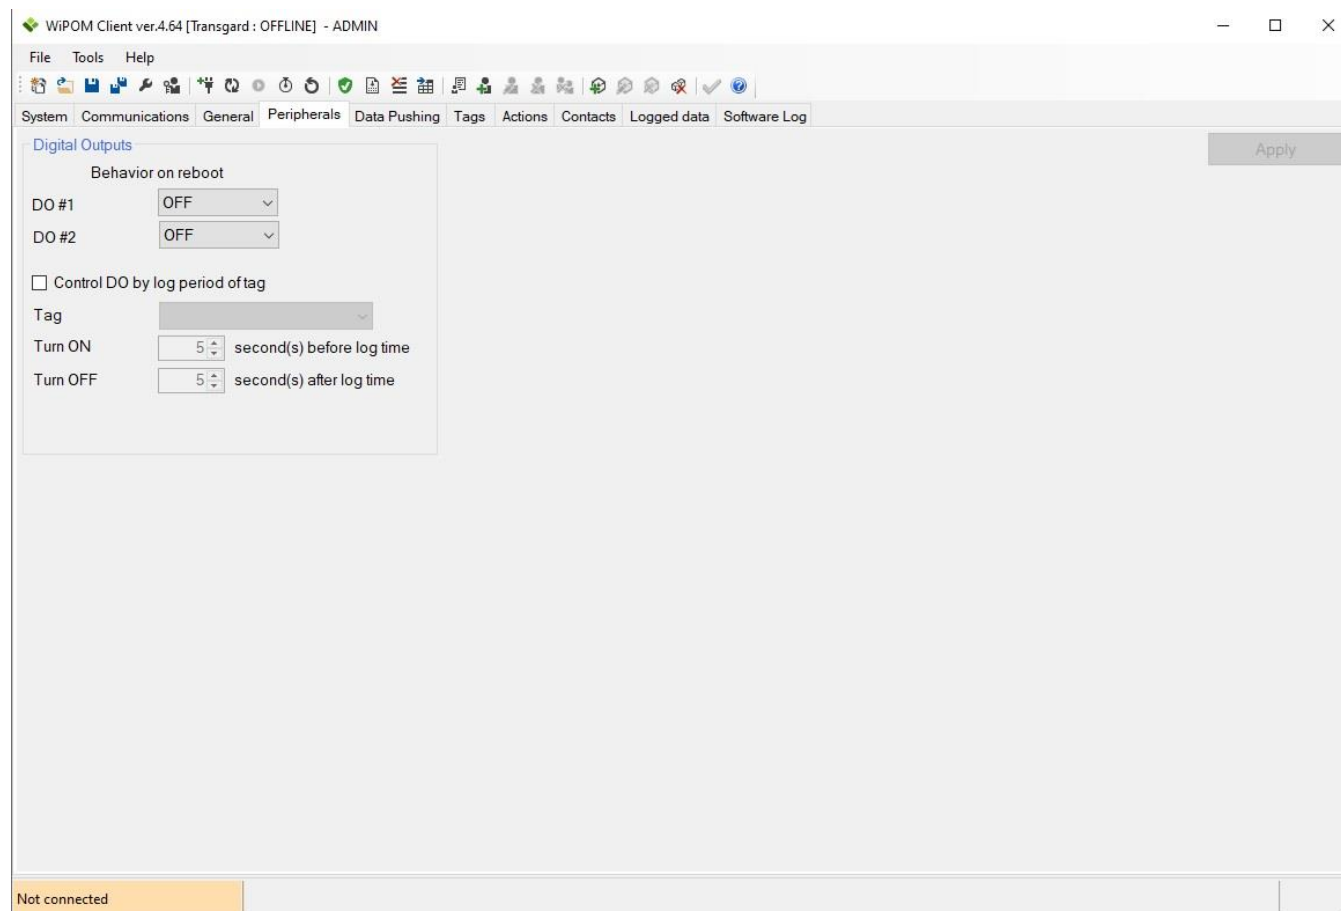 WiPOM Client ver.4.64 [Transgard : OFFLINE] - ADMIN
File Tools Help
System Communications General Peripherals Data Pushing Tags Actions Contacts Logged data Software Log
Digital Outputs
Apply
Behavior on reboot
DO #1 OFF
DO #2 OFF
Control DO by log period of tag
Tag
Turn ON 5 second(s) before log time
Turn OFF 5 second(s) after log time
Not connected